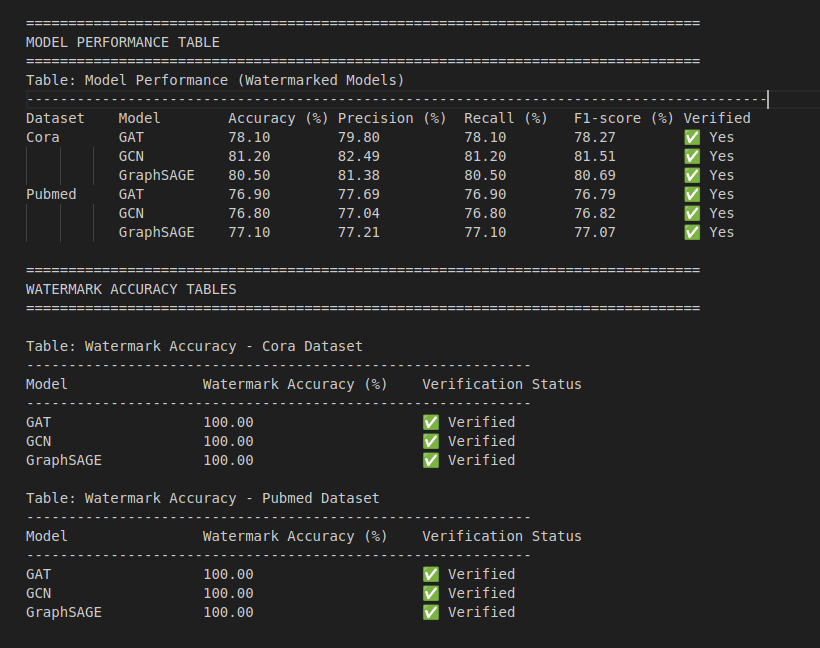 ================================================================================
MODEL PERFORMANCE TABLE
================================================================================
Table: Model Performance (Watermarked Models)
----------------------------------------------------------------------------------------
Dataset    Model        Accuracy (%) Precision (%)  Recall (%)   F1-score (%) Verified
Cora       GAT          78.10        79.80          78.10        78.27        ✅ Yes
           GCN          81.20        82.49          81.20        81.51        ✅ Yes
           GraphSAGE    80.50        81.38          80.50        80.69        ✅ Yes
Pubmed     GAT          76.90        77.69          76.90        76.79        ✅ Yes
           GCN          76.80        77.04          76.80        76.82        ✅ Yes
           GraphSAGE    77.10        77.21          77.10        77.07        ✅ Yes
================================================================================
WATERMARK ACCURACY TABLES
================================================================================
Table: Watermark Accuracy - Cora Dataset
------------------------------------------------------------
Model                Watermark Accuracy (%)    Verification Status
------------------------------------------------------------
GAT                  100.00                    ✅ Verified
GCN                  100.00                    ✅ Verified
GraphSAGE            100.00                    ✅ Verified
Table: Watermark Accuracy - Pubmed Dataset
------------------------------------------------------------
Model                Watermark Accuracy (%)    Verification Status
------------------------------------------------------------
GAT                  100.00                    ✅ Verified
GCN                  100.00                    ✅ Verified
GraphSAGE            100.00                    ✅ Verified